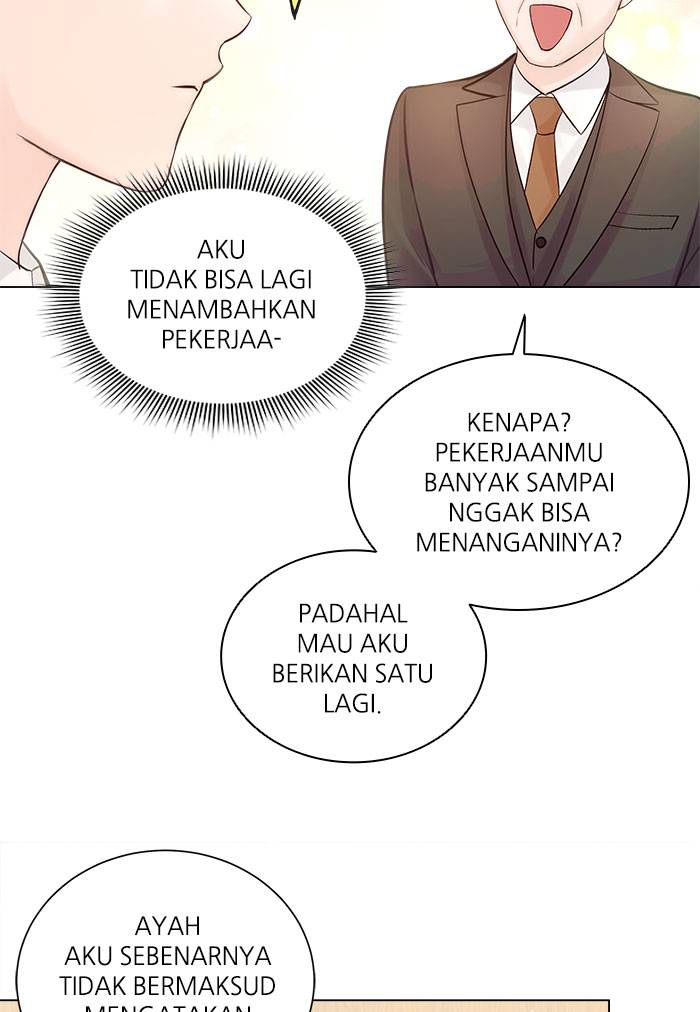 AKU
TIDAK BISA LAGI
MENAMBAHKAN
PEKERJAA-
KENAPA?
PEKERJAANMU
BANYAK SAMPAI
NGGAK BISA
MENANGANINYA?
PADAHAL
MAU AKU
BERIKAN SATU
LAGI.
AYAH
AKU SEBENARNYA
TIDAK BERMAKSUD
MENGATAKAN